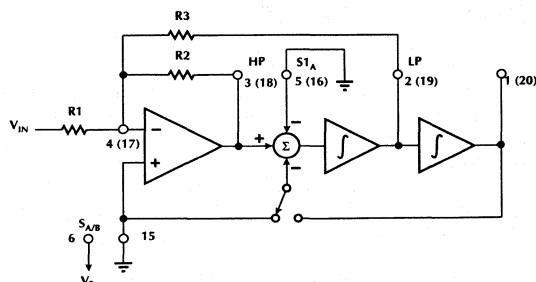 R3
R2
HP
3 (18)
S1A
5 (16)
LP
2 (19)
1 (20)
R1
VIN
4 (17)
−
+
+
Σ
−
−
∫
∫
SA/B
6
15